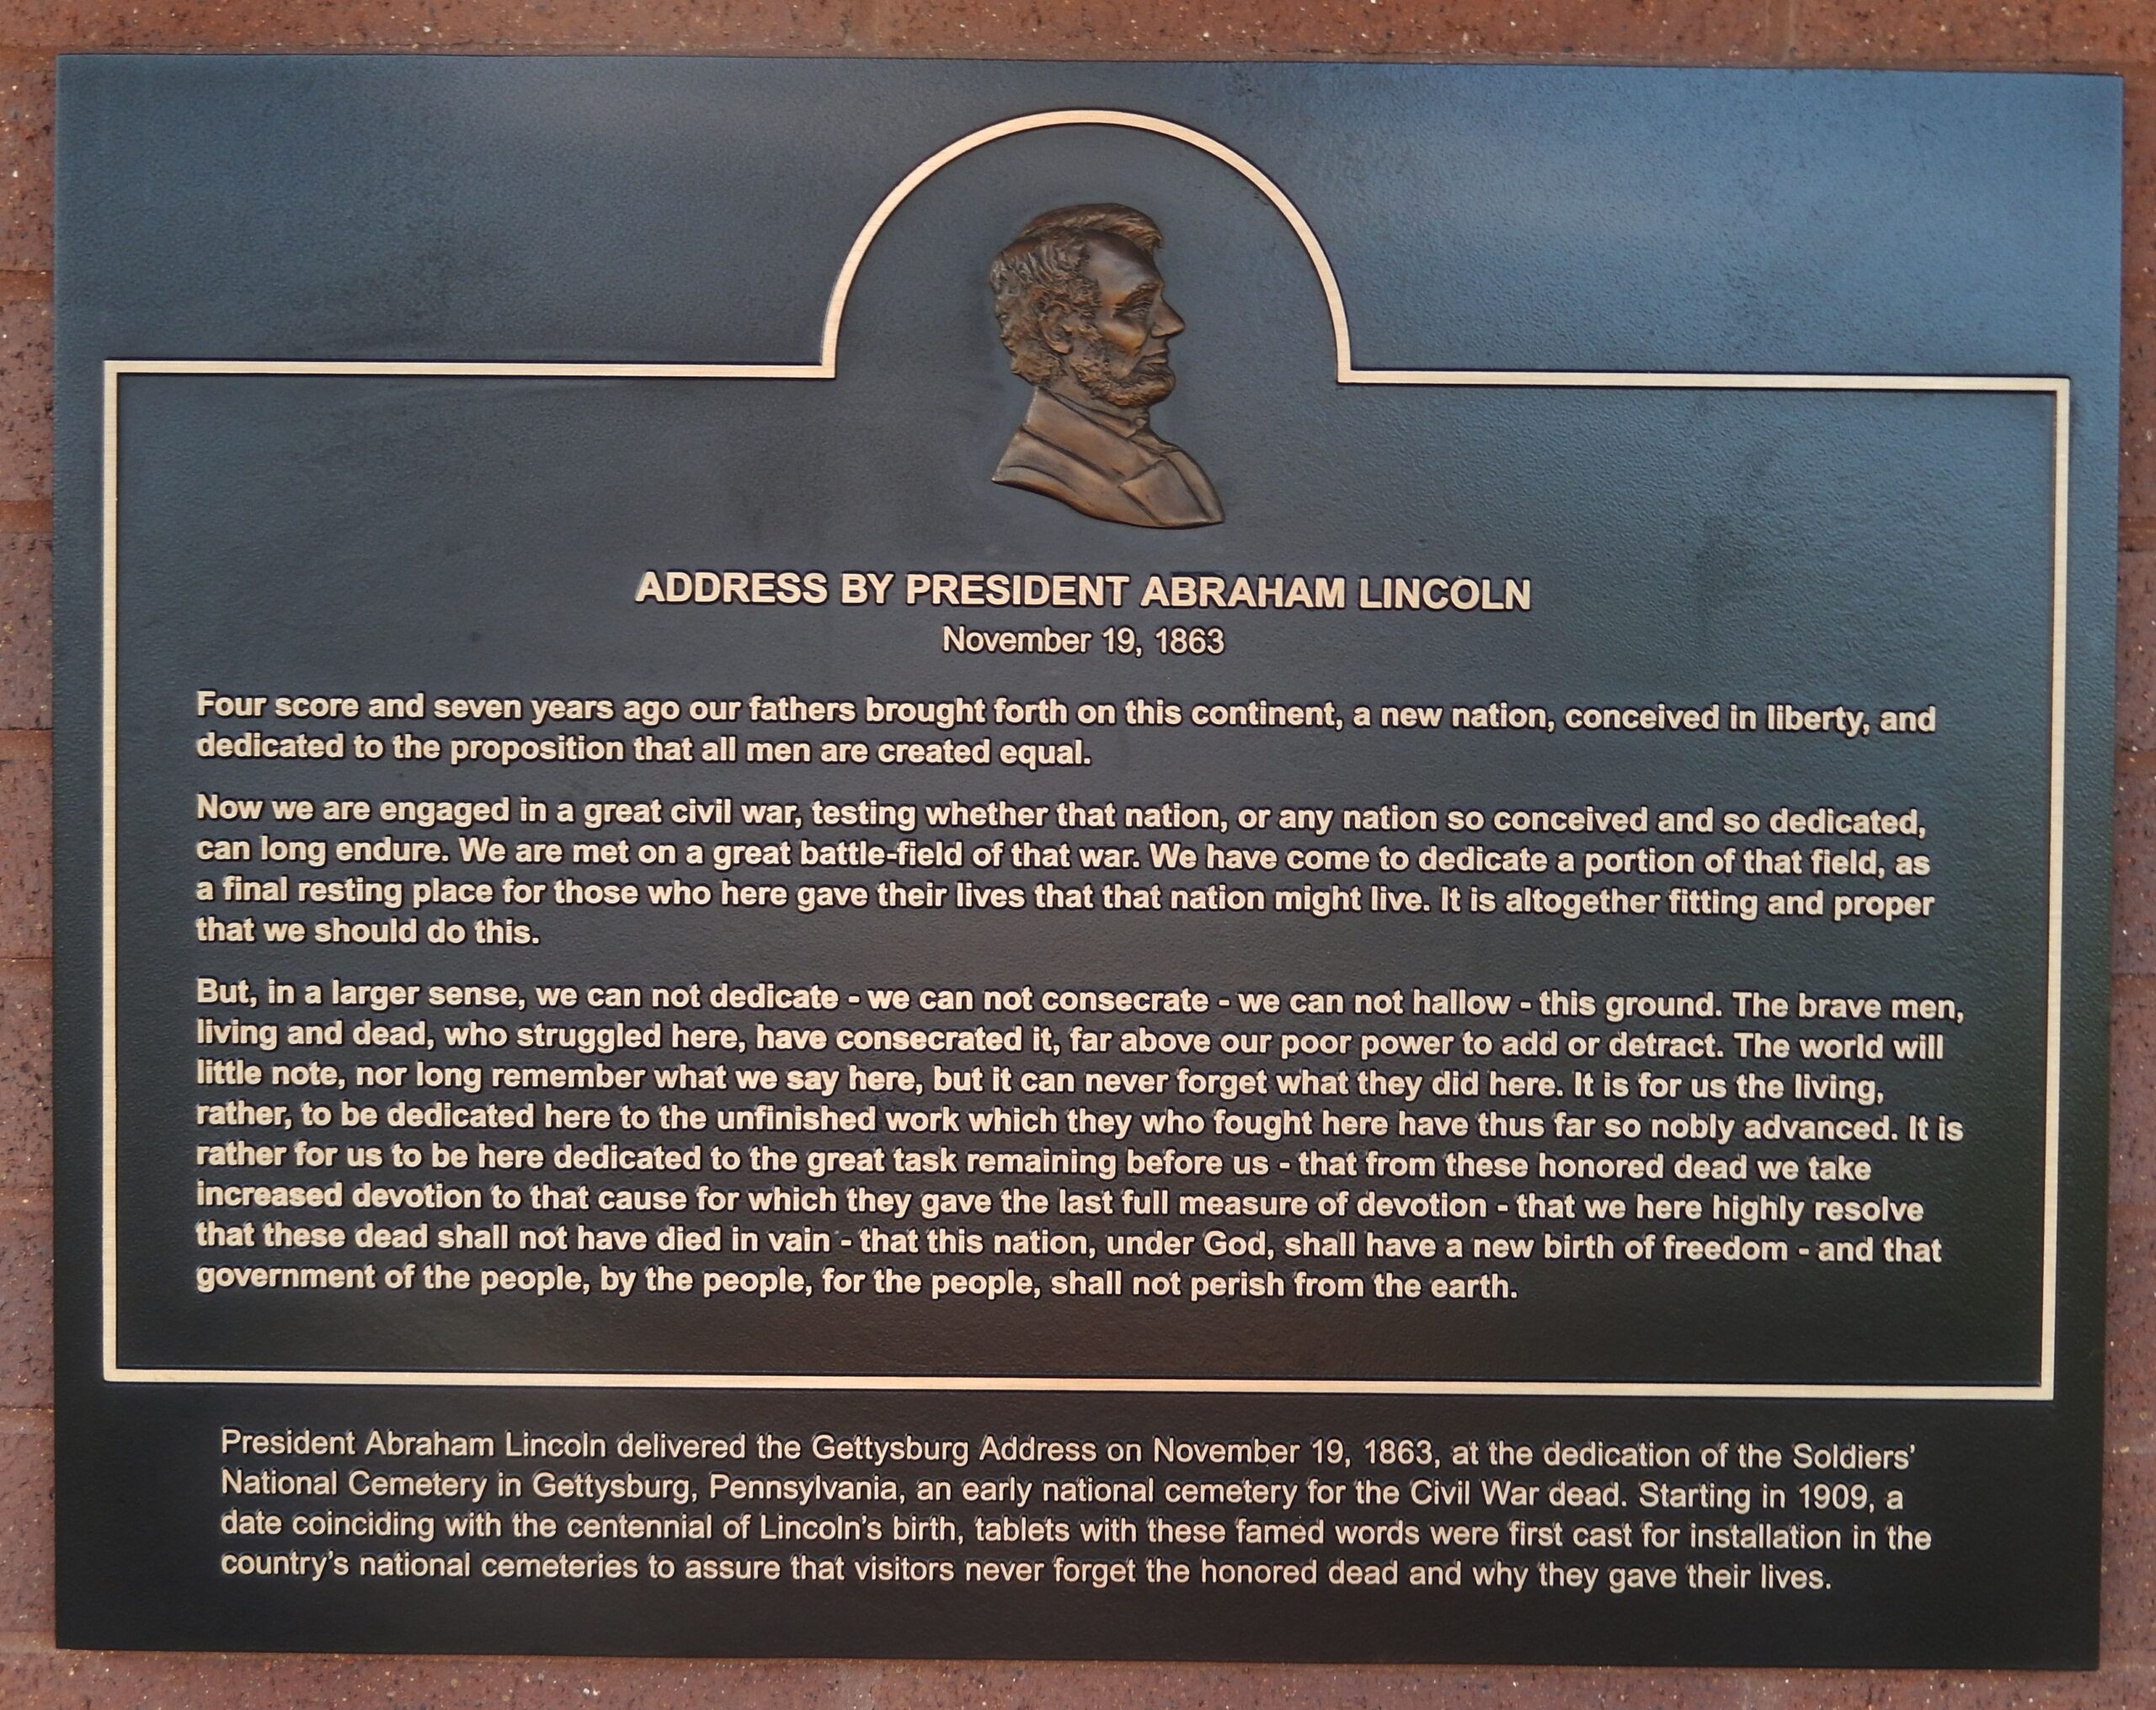 ADDRESS BY PRESIDENT ABRAHAM LINCOLN
November 19, 1863
Four score and seven years ago our fathers brought forth on this continent, a new nation, conceived in liberty, and
dedicated to the proposition that all men are created equal.
Now we are engaged in a great civil war, testing whether that nation, or any nation so conceived and so dedicated,
can long endure. We are met on a great battle-field of that war. We have come to dedicate a portion of that field, as
a final resting place for those who here gave their lives that that nation might live. It is altogether fitting and proper
that we should do this.
But, in a larger sense, we can not dedicate - we can not consecrate - we can not hallow - this ground. The brave men,
living and dead, who struggled here, have consecrated it, far above our poor power to add or detract. The world will
little note, nor long remember what we say here, but it can never forget what they did here. It is for us the living,
rather, to be dedicated here to the unfinished work which they who fought here have thus far so nobly advanced. It is
rather for us to be here dedicated to the great task remaining before us - that from these honored dead we take
increased devotion to that cause for which they gave the last full measure of devotion - that we here highly resolve
that these dead shall not have died in vain - that this nation, under God, shall have a new birth of freedom - and that
government of the people, by the people, for the people, shall not perish from the earth.
President Abraham Lincoln delivered the Gettysburg Address on November 19, 1863, at the dedication of the Soldiers'
National Cemetery in Gettysburg, Pennsylvania, an early national cemetery for the Civil War dead. Starting in 1909, a
date coinciding with the centennial of Lincoln's birth, tablets with these famed words were first cast for installation in the
country's national cemeteries to assure that visitors never forget the honored dead and why they gave their lives.